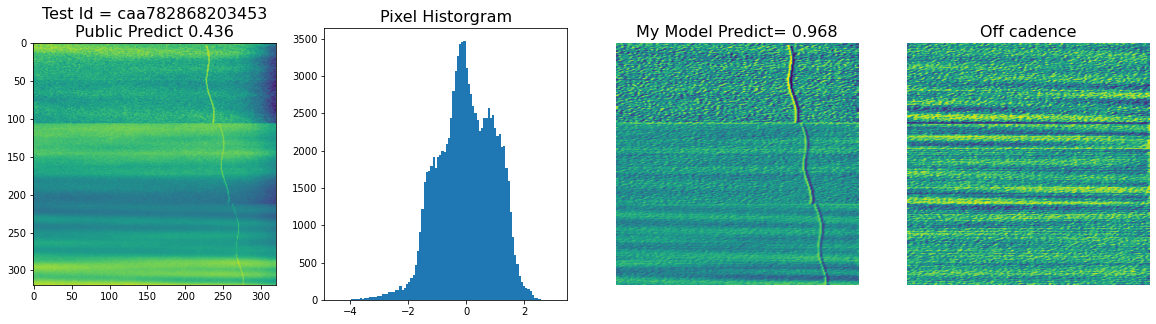 Test Id = caa782868203453
Public Predict 0.436
0
50
100
150
200
250
300
0 50 100 150 200 250 300
Pixel Historgram
3500
3000
2500
2000
1500
1000
500
0
−4 −2 0 2
My Model Predict= 0.968
Off cadence